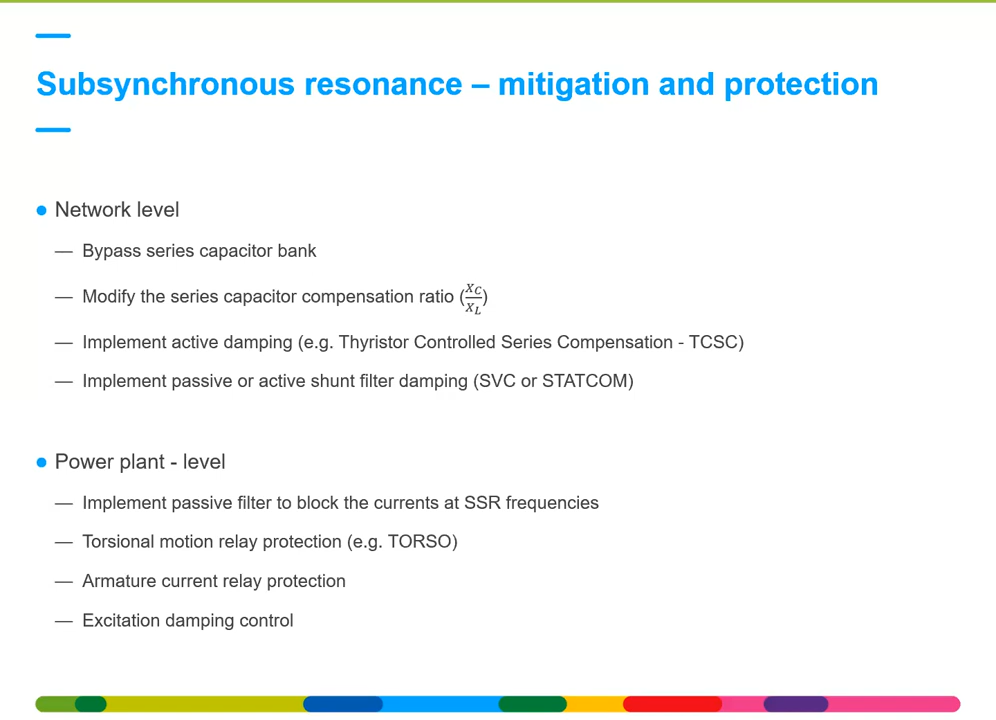 Subsynchronous resonance – mitigation and protection
● Network level
— Bypass series capacitor bank
— Modify the series capacitor compensation ratio (X_C/X_L)
— Implement active damping (e.g. Thyristor Controlled Series Compensation - TCSC)
— Implement passive or active shunt filter damping (SVC or STATCOM)
● Power plant - level
— Implement passive filter to block the currents at SSR frequencies
— Torsional motion relay protection (e.g. TORSO)
— Armature current relay protection
— Excitation damping control